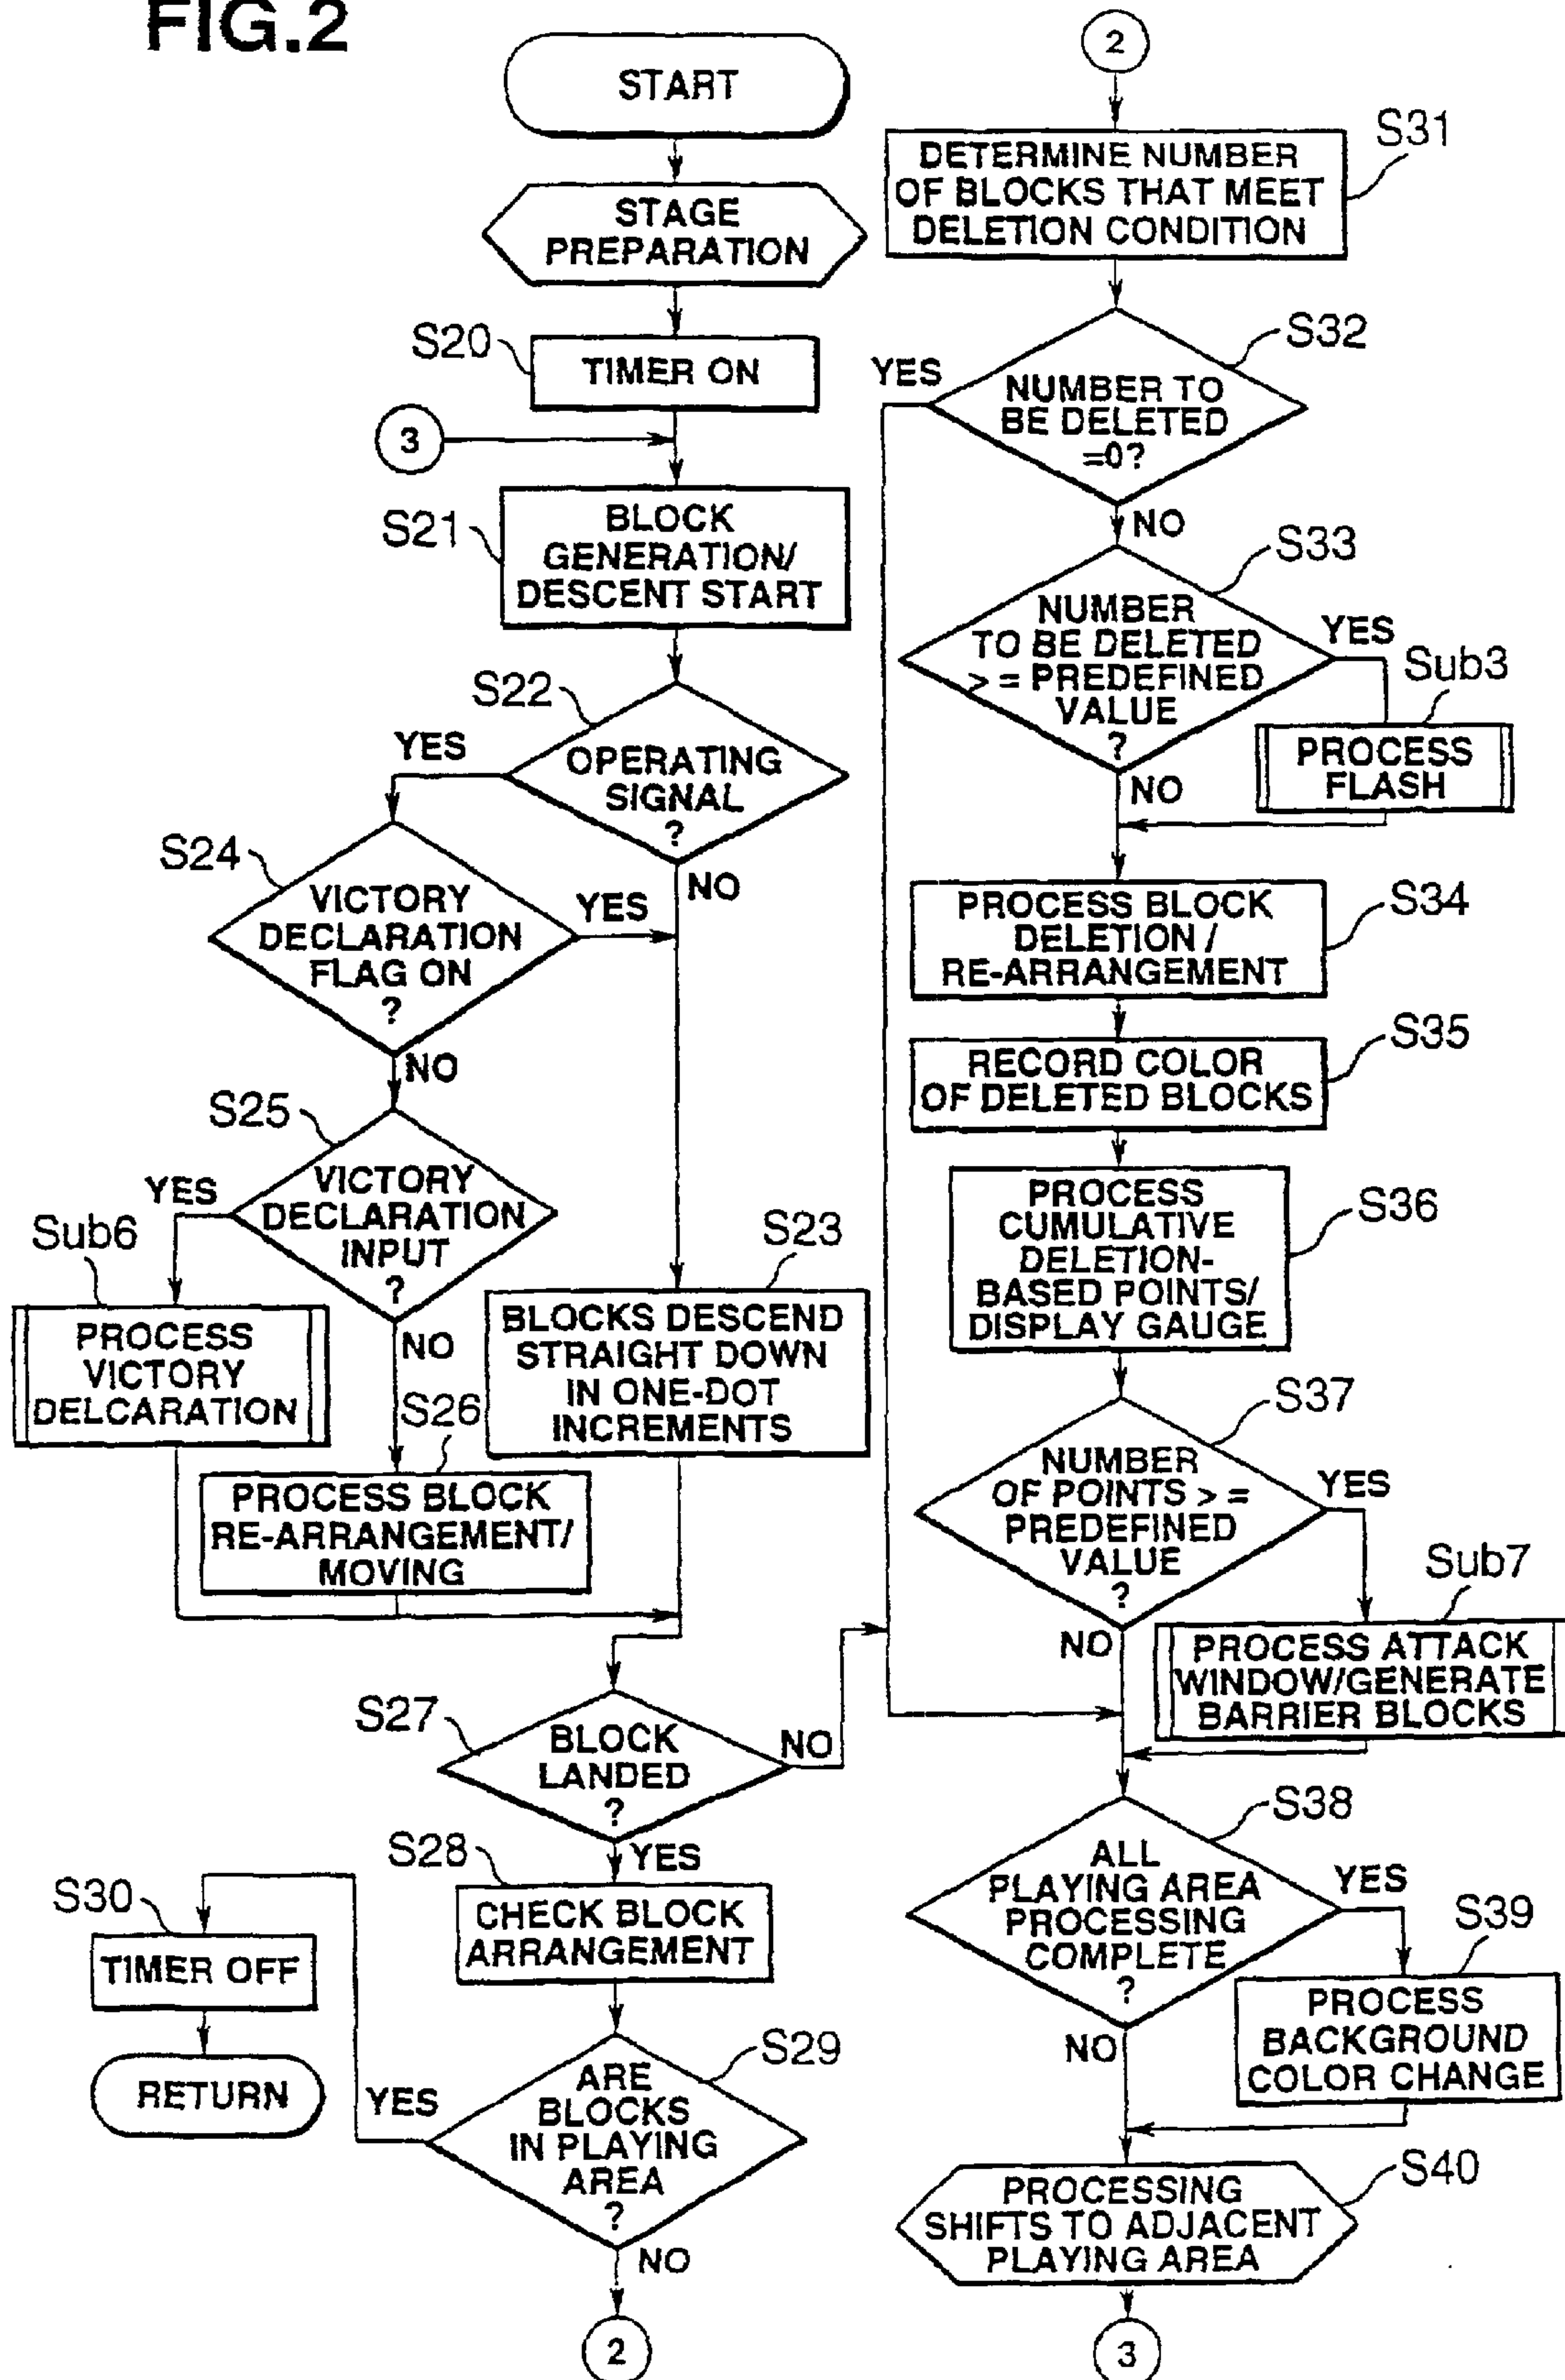 FIG.2
START
STAGE
PREPARATION
S20
TIMER ON
3
S21
BLOCK
GENERATION/
DESCENT START
S22
YES
OPERATING
SIGNAL
?
NO
S24
VICTORY
DECLARATION
FLAG ON
?
YES
NO
S25
YES
VICTORY
DECLARATION
INPUT
?
NO
Sub6
PROCESS
VICTORY
DELCARATION
S26
PROCESS BLOCK
RE-ARRANGEMENT/
MOVING
S23
BLOCKS DESCEND
STRAIGHT DOWN
IN ONE-DOT
INCREMENTS
S27
BLOCK
LANDED
?
NO
YES
S28
CHECK BLOCK
ARRANGEMENT
S30
TIMER OFF
RETURN
S29
YES
ARE
BLOCKS
IN PLAYING
AREA
?
NO
2
2
S31
DETERMINE NUMBER
OF BLOCKS THAT MEET
DELETION CONDITION
S32
YES
NUMBER TO
BE DELETED
=0?
NO
S33
NUMBER
TO BE DELETED
> = PREDEFINED
VALUE
?
YES
NO
Sub3
PROCESS
FLASH
S34
PROCESS BLOCK
DELETION /
RE-ARRANGEMENT
S35
RECORD COLOR
OF DELETED BLOCKS
S36
PROCESS
CUMULATIVE
DELETION-
BASED POINTS/
DISPLAY GAUGE
S37
NUMBER
OF POINTS > =
PREDEFINED
VALUE
?
YES
NO
Sub7
PROCESS ATTACK
WINDOW/GENERATE
BARRIER BLOCKS
S38
ALL
PLAYING AREA
PROCESSING
COMPLETE
?
YES
NO
S39
PROCESS
BACKGROUND
COLOR CHANGE
S40
PROCESSING
SHIFTS TO ADJACENT
PLAYING AREA
3